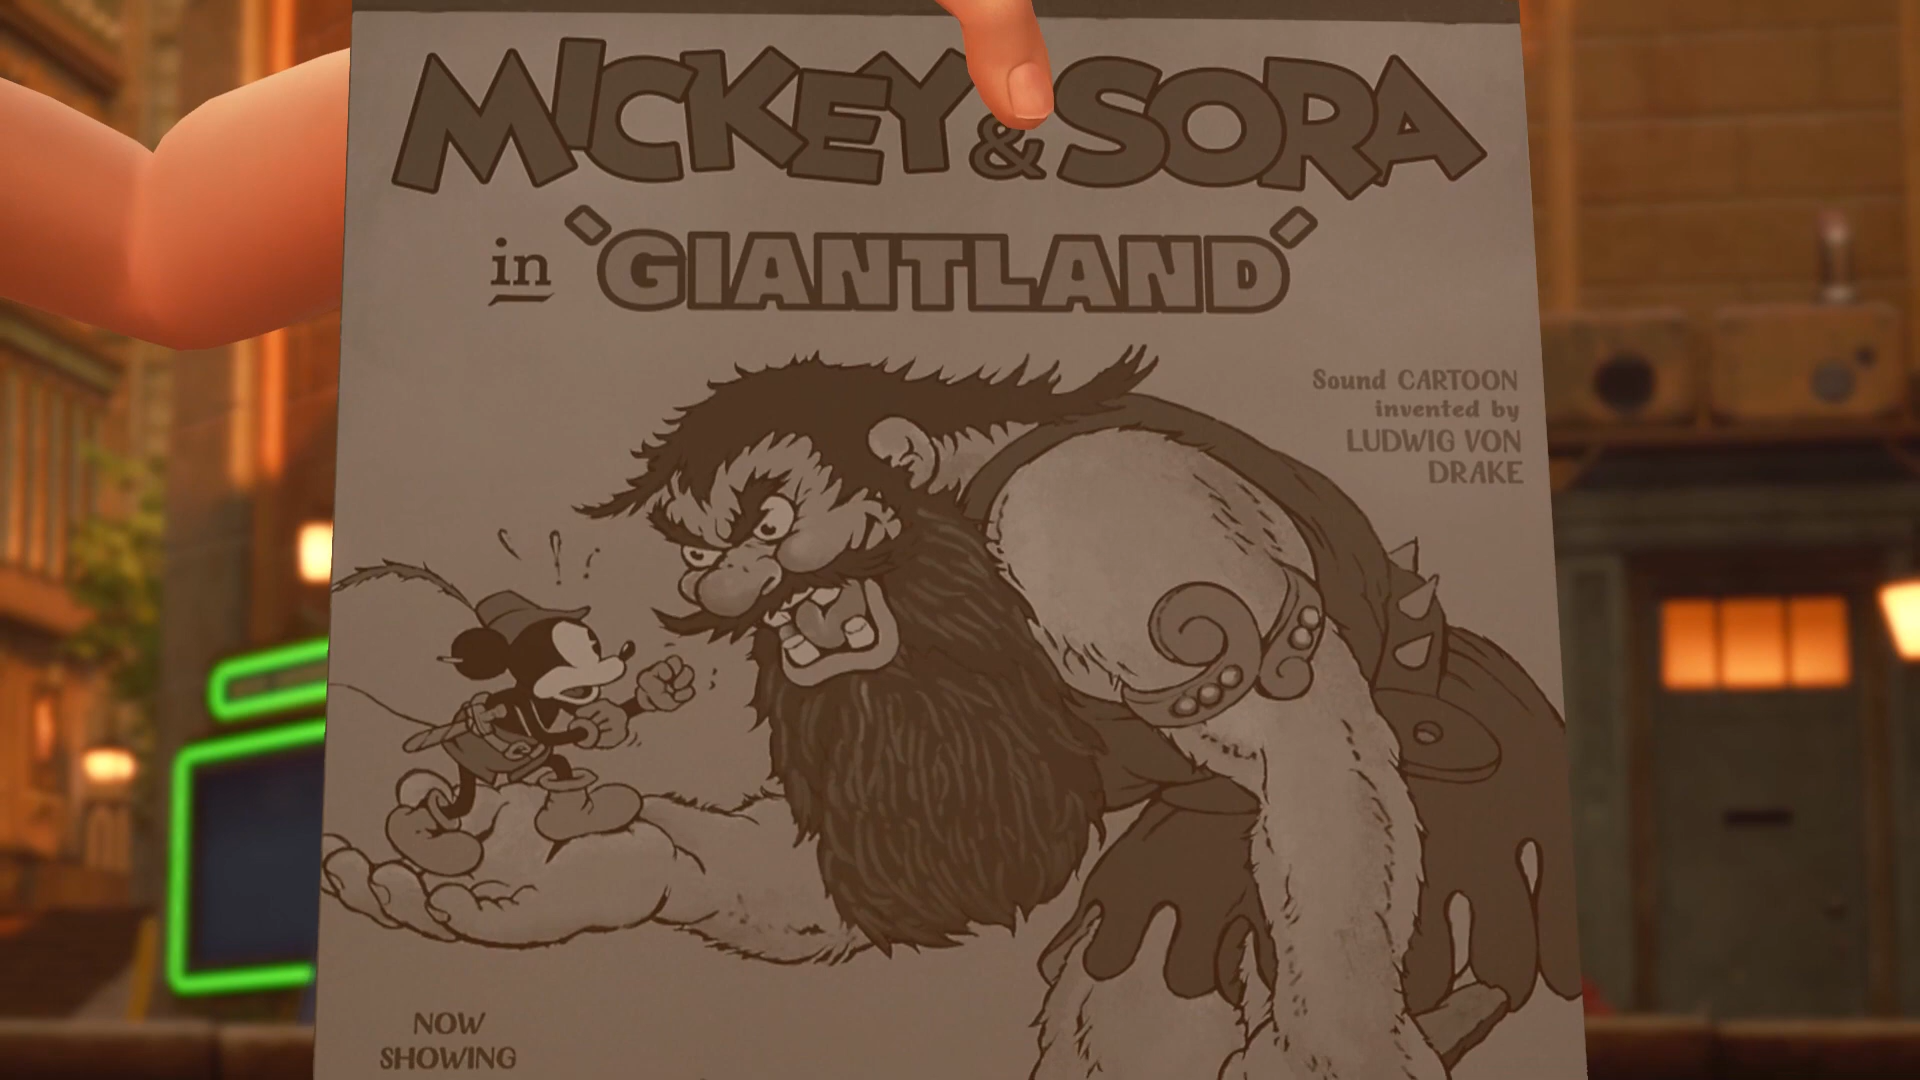 MICKEY & SORA
in 'GIANTLAND'
Sound CARTOON
invented by
LUDWIG VON
DRAKE
NOW
SHOWING